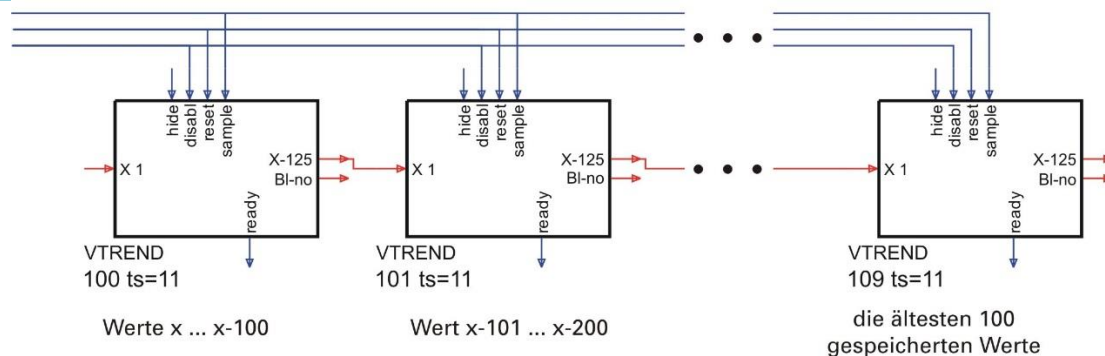 hide disabl reset sample
hide disabl reset sample
hide disabl reset sample
X 1
X-125
Bl-no
X 1
X-125
Bl-no
X 1
X-125
Bl-no
ready
ready
ready
VTREND
100 ts=11
VTREND
101 ts=11
VTREND
109 ts=11
Werte x ... x-100
Wert x-101 ... x-200
die ältesten 100
gespeicherten Werte